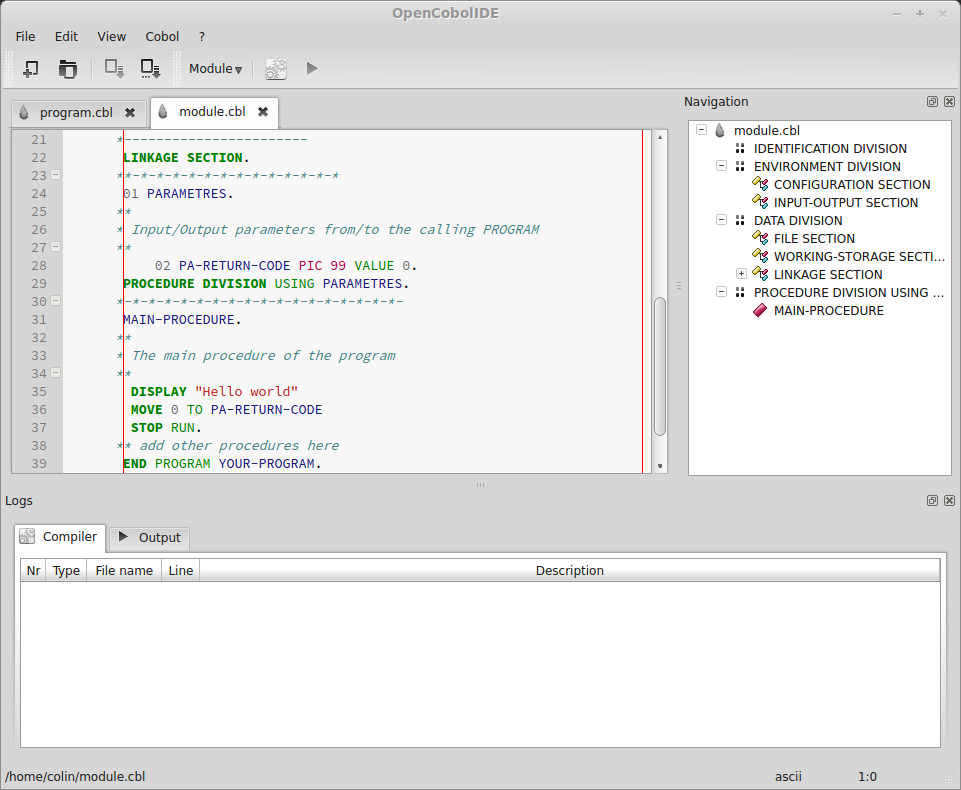 OpenCobolIDE
File Edit View Cobol ?
Module
program.cbl module.cbl
21 *-----------------------
22 LINKAGE SECTION.
23 **-*-*-*-*-*-*-*-*-*-*-*-*-*
24 01 PARAMETRES.
25 **
26 * Input/Output parameters from/to the calling PROGRAM
27 **
28 02 PA-RETURN-CODE PIC 99 VALUE 0.
29 PROCEDURE DIVISION USING PARAMETRES.
30 *-*-*-*-*-*-*-*-*-*-*-*-*-*-*-*-*-*-
31 MAIN-PROCEDURE.
32 **
33 * The main procedure of the program
34 **
35 DISPLAY "Hello world"
36 MOVE 0 TO PA-RETURN-CODE
37 STOP RUN.
38 ** add other procedures here
39 END PROGRAM YOUR-PROGRAM.
Navigation
module.cbl
IDENTIFICATION DIVISION
ENVIRONMENT DIVISION
CONFIGURATION SECTION
INPUT-OUTPUT SECTION
DATA DIVISION
FILE SECTION
WORKING-STORAGE SECTI...
LINKAGE SECTION
PROCEDURE DIVISION USING ...
MAIN-PROCEDURE
Logs
Compiler Output
Nr Type File name Line Description
/home/colin/module.cbl ascii 1:0